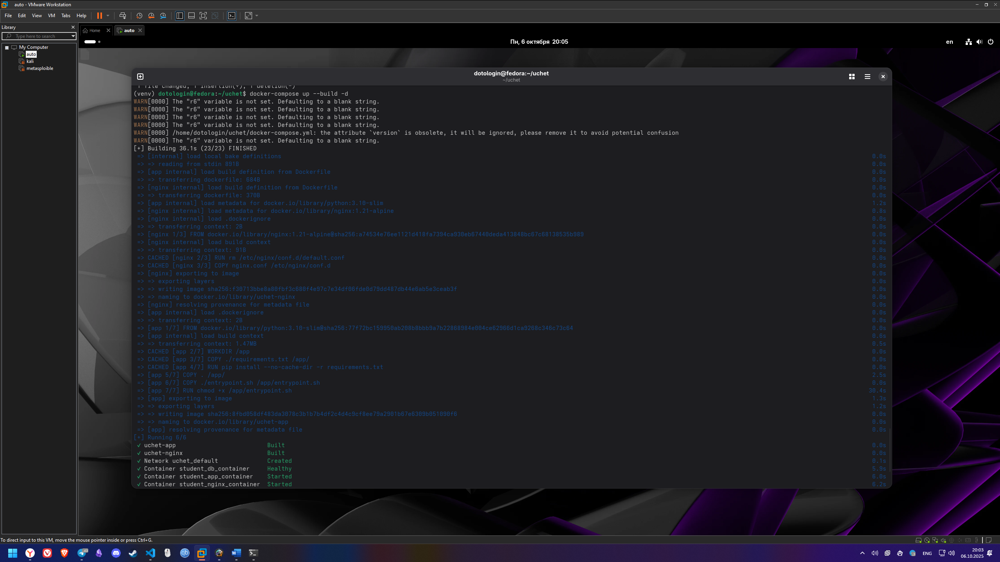 auto - VMware Workstation
File Edit View VM Tabs Help
Library
Type here to search
My Computer
auto
kali
metasploible
Home
auto
Пн, 6 октября 20:05
en
dotologin@fedora:~/uchet
~/uchet
1 file changed, 1 insertion(+), 1 deletion(-)
(venv) dotologin@fedora:~/uchet$ docker-compose up --build -d
WARN[0000] The "r6" variable is not set. Defaulting to a blank string.
WARN[0000] The "r6" variable is not set. Defaulting to a blank string.
WARN[0000] The "r6" variable is not set. Defaulting to a blank string.
WARN[0000] The "r6" variable is not set. Defaulting to a blank string.
WARN[0000] /home/dotologin/uchet/docker-compose.yml: the attribute `version` is obsolete, it will be ignored, please remove it to avoid potential confusion
WARN[0000] The "r6" variable is not set. Defaulting to a blank string.
[+] Building 36.1s (23/23) FINISHED
=> [internal] load local bake definitions 0.0s
=> => reading from stdin 891B 0.0s
=> [app internal] load build definition from Dockerfile 0.0s
=> => transferring dockerfile: 684B 0.0s
=> [nginx internal] load build definition from Dockerfile 0.0s
=> => transferring dockerfile: 370B 0.0s
=> [app internal] load metadata for docker.io/library/python:3.10-slim 1.2s
=> [nginx internal] load metadata for docker.io/library/nginx:1.21-alpine 0.8s
=> [nginx internal] load .dockerignore 0.0s
=> => transferring context: 2B 0.0s
=> [nginx 1/3] FROM docker.io/library/nginx:1.21-alpine@sha256:a74534e76ee1121d418fa7394ca930eb67440deda413848bc67c68138535b989 0.0s
=> [nginx internal] load build context 0.0s
=> => transferring context: 91B 0.0s
=> CACHED [nginx 2/3] RUN rm /etc/nginx/conf.d/default.conf 0.0s
=> CACHED [nginx 3/3] COPY nginx.conf /etc/nginx/conf.d 0.0s
=> [nginx] exporting to image 0.0s
=> => exporting layers 0.0s
=> => writing image sha256:f30713bbe8a80fbf3c680f4e97c7e34df06fde0d79dd487db44e6ab5e3ceab3f 0.0s
=> => naming to docker.io/library/uchet-nginx 0.0s
=> [nginx] resolving provenance for metadata file 0.0s
=> [app internal] load .dockerignore 0.0s
=> => transferring context: 2B 0.0s
=> [app 1/7] FROM docker.io/library/python:3.10-slim@sha256:77f72bc159950ab208b8bbb9a7b22868984e004ce62966d1ca9268c346c73c64 0.0s
=> [app internal] load build context 0.6s
=> => transferring context: 1.47MB 0.5s
=> CACHED [app 2/7] WORKDIR /app 0.0s
=> CACHED [app 3/7] COPY ./requirements.txt /app/ 0.0s
=> CACHED [app 4/7] RUN pip install --no-cache-dir -r requirements.txt 0.0s
=> [app 5/7] COPY . /app/ 2.5s
=> [app 6/7] COPY ./entrypoint.sh /app/entrypoint.sh 0.0s
=> [app 7/7] RUN chmod +x /app/entrypoint.sh 30.4s
=> [app] exporting to image 1.3s
=> => exporting layers 1.2s
=> => writing image sha256:8fbd058df483da3078c3b1b7b4df2c4d4c9cf8ee79a2901b67e6309b051090f6 0.0s
=> => naming to docker.io/library/uchet-app 0.0s
=> [app] resolving provenance for metadata file 0.0s
[+] Running 6/6
✓ uchet-app Built 0.0s
✓ uchet-nginx Built 0.0s
✓ Network uchet_default Created 0.1s
✓ Container student_db_container Healthy 5.9s
✓ Container student_app_container Started 6.0s
✓ Container student_nginx_container Started 6.2s
To direct input to this VM, move the mouse pointer inside or press Ctrl+G.
43
qb
ENG
20:03
06.10.2025